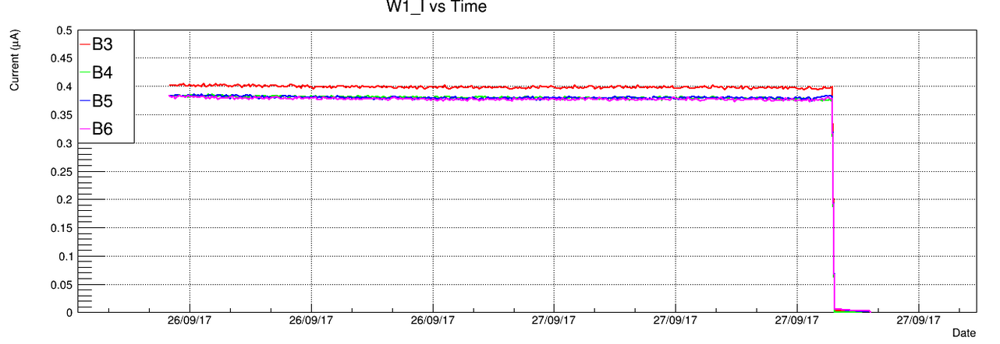 W1_I vs Time
Current (μA)
0.5
0.45
0.4
0.35
0.3
0.25
0.2
0.15
0.1
0.05
0
B3
B4
B5
B6
26/09/17 26/09/17 26/09/17 27/09/17 27/09/17 27/09/17 27/09/17
Date